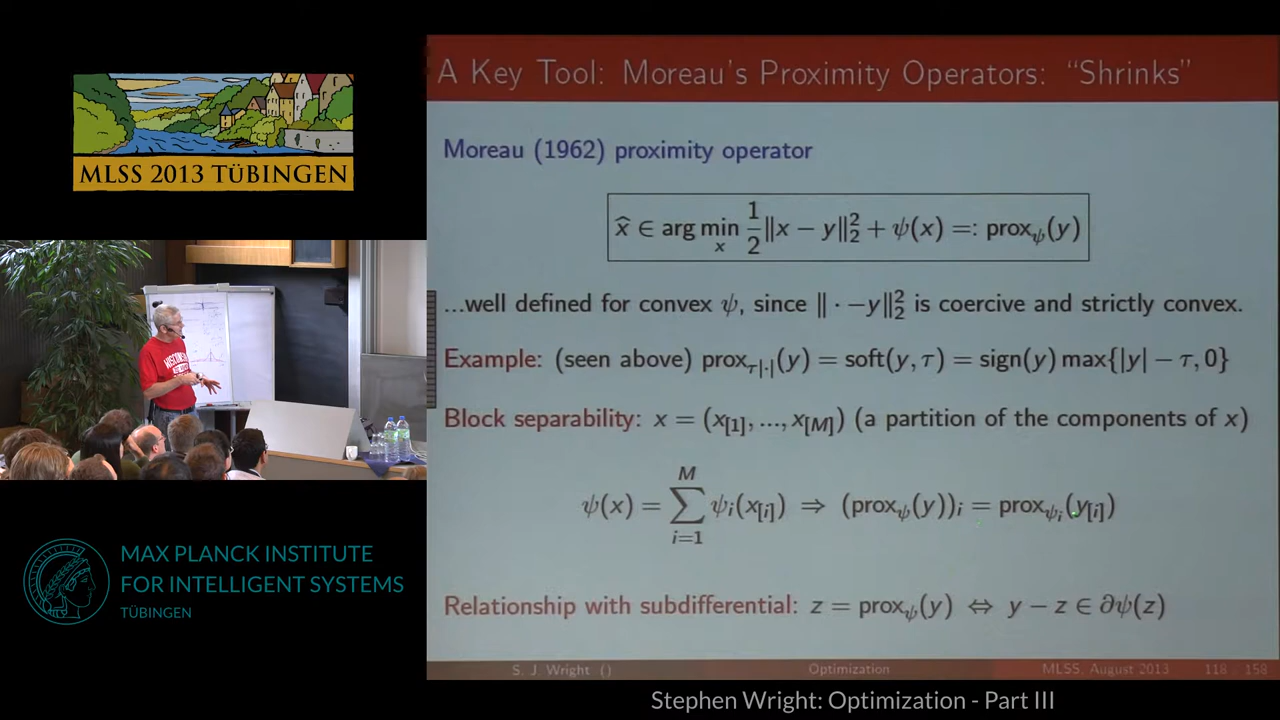 MLSS 2013 TÜBINGEN
A Key Tool: Moreau's Proximity Operators: "Shrinks"
Moreau (1962) proximity operator
x̂ ∈ arg min_x 1/2 ‖x − y‖₂² + ψ(x) =: prox_ψ(y)
...well defined for convex ψ, since ‖ · −y‖₂² is coercive and strictly convex.
Example: (seen above) prox_{τ|·|}(y) = soft(y, τ) = sign(y) max{|y| − τ, 0}
Block separability: x = (x_[1], ..., x_[M]) (a partition of the components of x)
ψ(x) = ∑_{i=1}^{M} ψ_i(x_[i]) ⇒ (prox_ψ(y))_i = prox_{ψ_i}(y_[i])
Relationship with subdifferential: z = prox_ψ(y) ⇔ y − z ∈ ∂ψ(z)
S. J. Wright ()
Optimization
MLSS, August 2013
118 / 158
WISCONSIN
MAX PLANCK INSTITUTE
FOR INTELLIGENT SYSTEMS
TÜBINGEN
Stephen Wright: Optimization - Part III